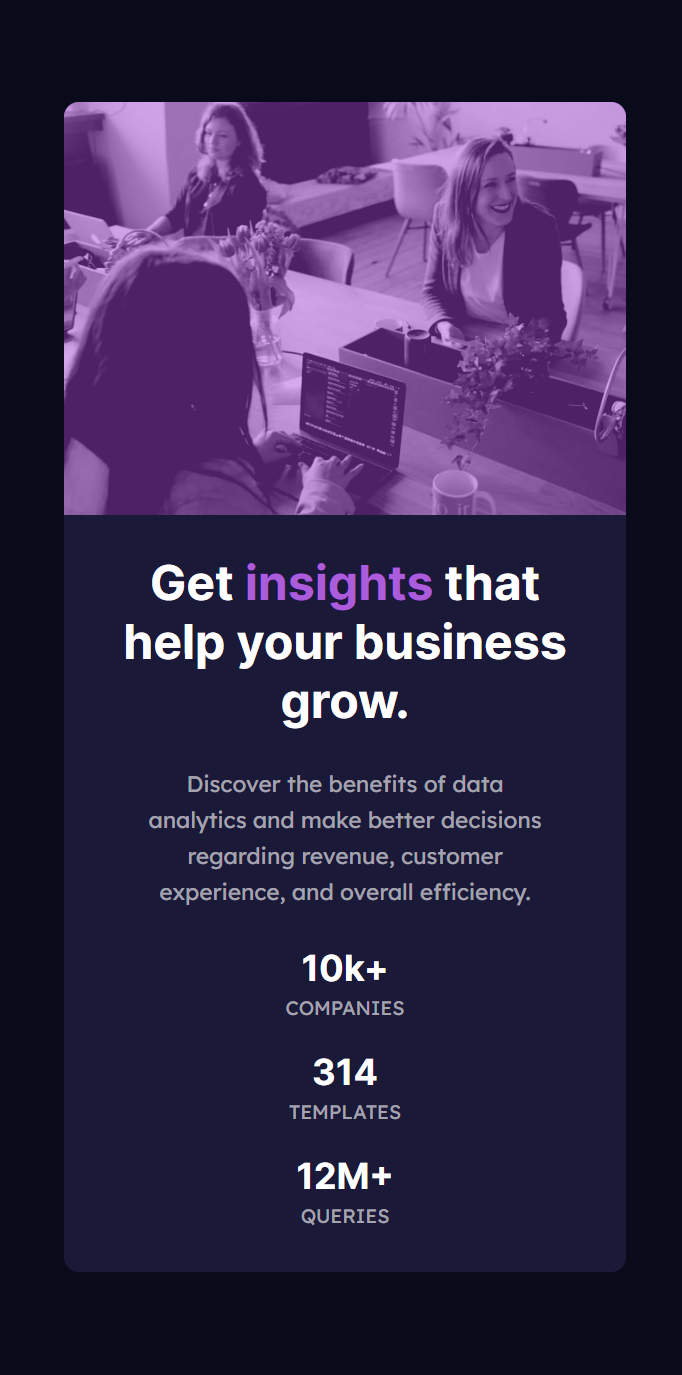 Get insights that
help your business
grow.
Discover the benefits of data
analytics and make better decisions
regarding revenue, customer
experience, and overall efficiency.
10k+
COMPANIES
314
TEMPLATES
12M+
QUERIES